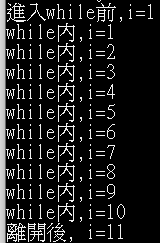 進入while前,i=1
while內,i=1
while內,i=2
while內,i=3
while內,i=4
while內,i=5
while內,i=6
while內,i=7
while內,i=8
while內,i=9
while內,i=10
離開後, i=11